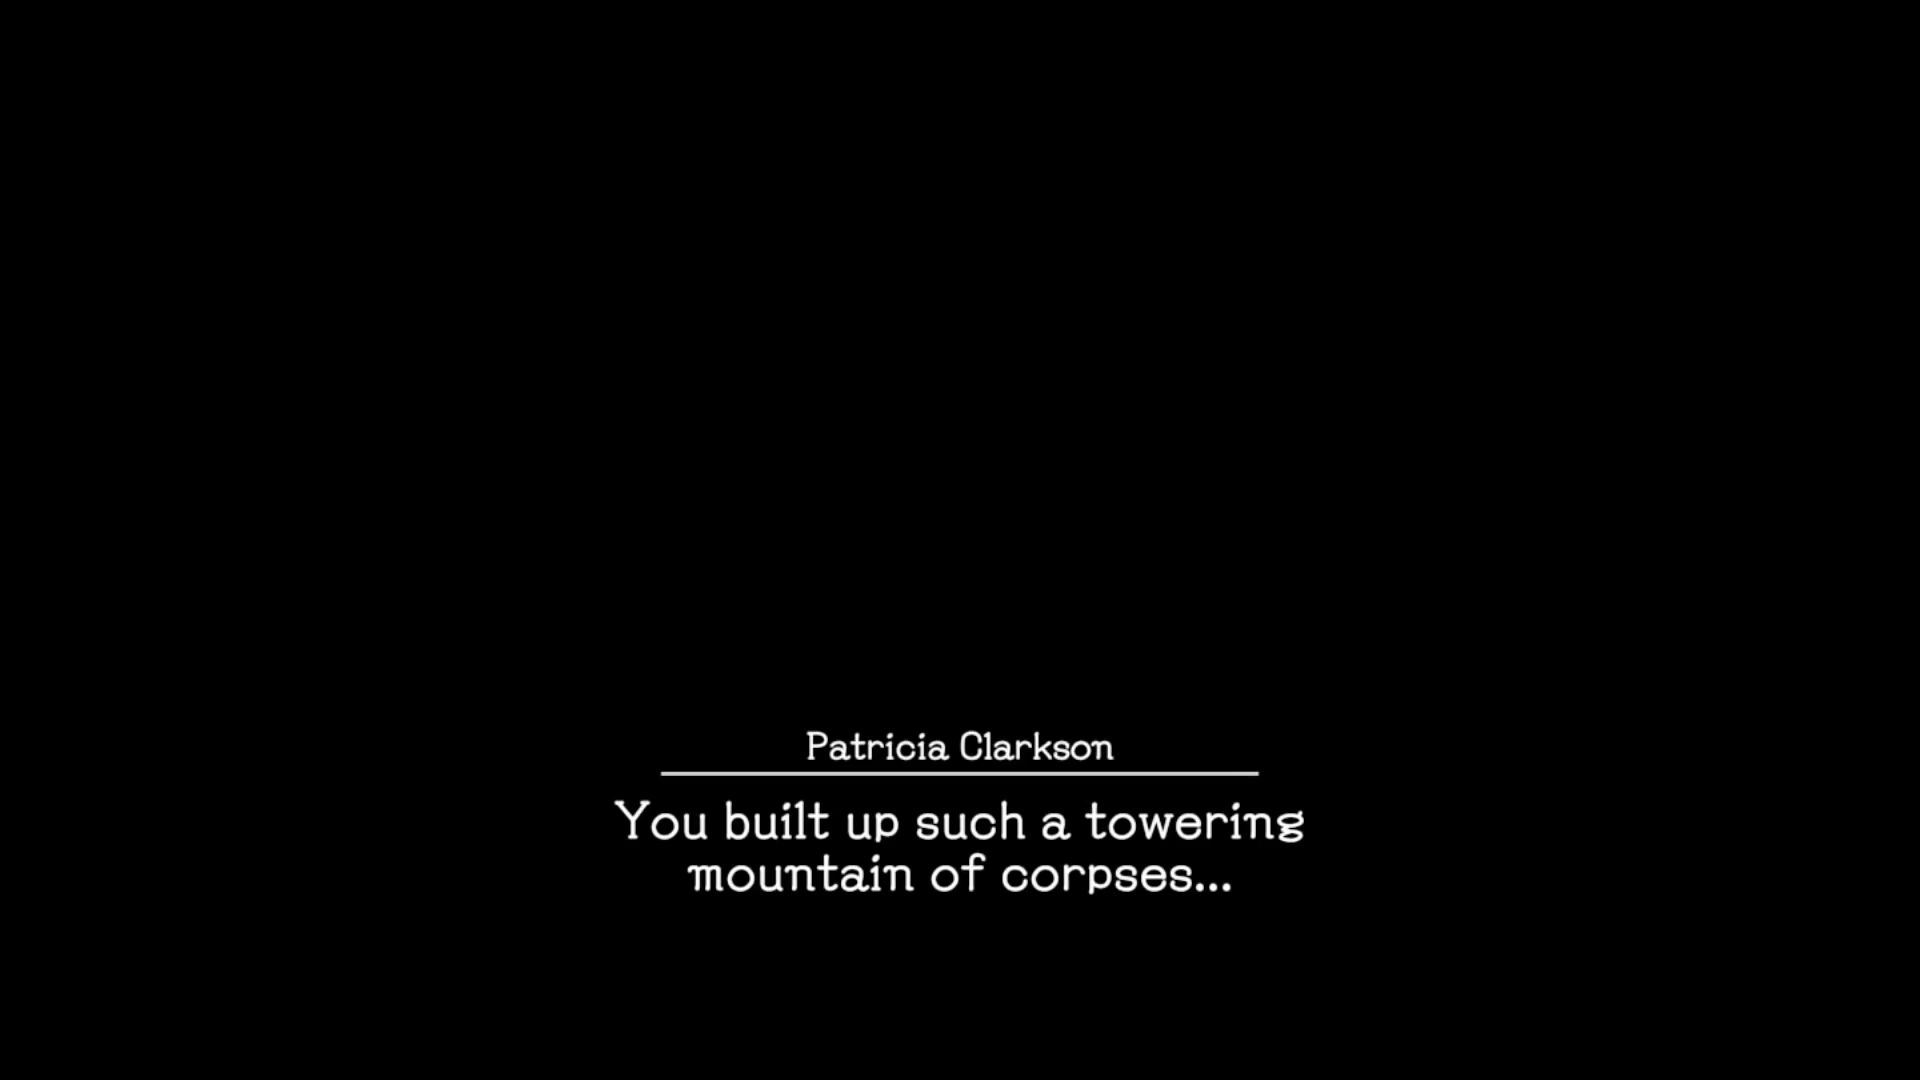 Patricia Clarkson
You built up such a towering
mountain of corpses...